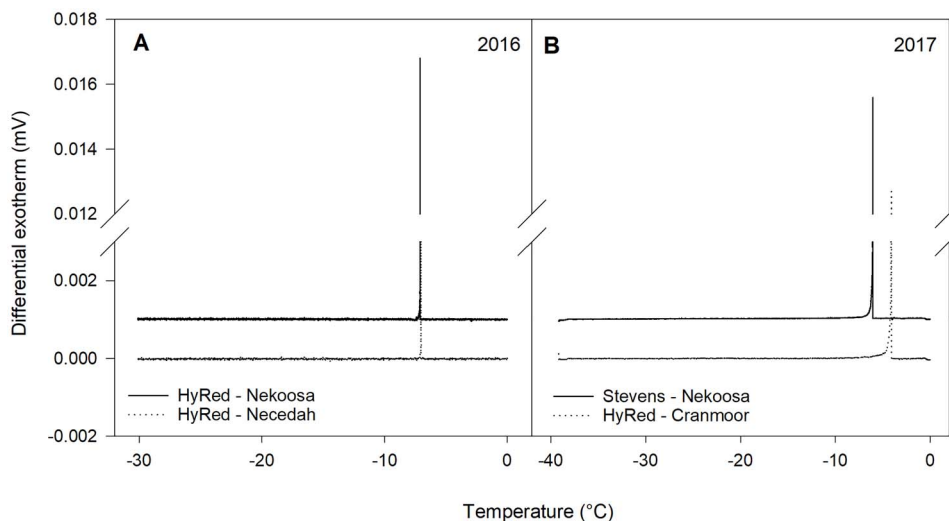 Differential exotherm (mV)
0.018
0.016
0.014
0.012
0.002
0.000
-0.002
A
2016
HyRed - Nekoosa
HyRed - Necedah
-30
-20
-10
0
B
2017
Stevens - Nekoosa
HyRed - Cranmoor
-40
-30
-20
-10
0
Temperature (°C)